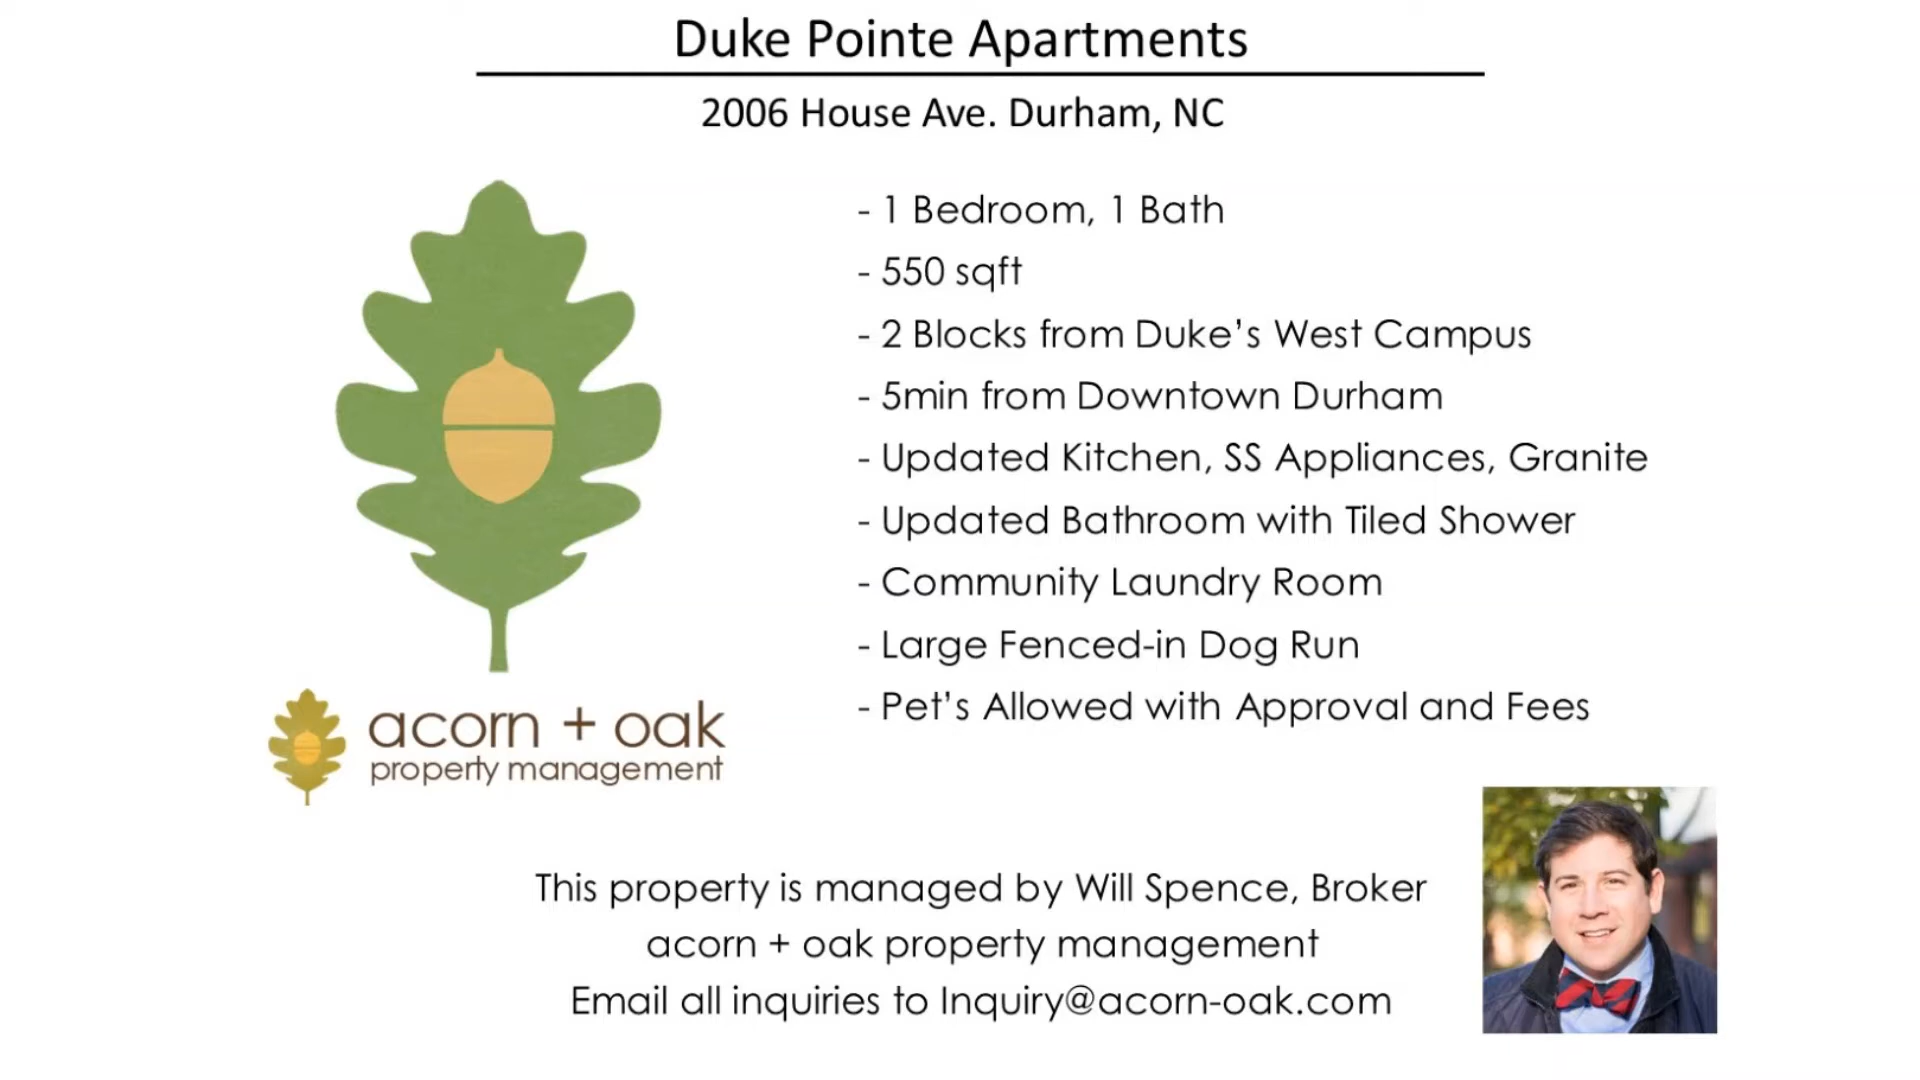 Duke Pointe Apartments
2006 House Ave. Durham, NC
- 1 Bedroom, 1 Bath
- 550 sqft
- 2 Blocks from Duke’s West Campus
- 5min from Downtown Durham
- Updated Kitchen, SS Appliances, Granite
- Updated Bathroom with Tiled Shower
- Community Laundry Room
- Large Fenced-in Dog Run
- Pet’s Allowed with Approval and Fees
acorn + oak
property management
This property is managed by Will Spence, Broker
acorn + oak property management
Email all inquiries to Inquiry@acorn-oak.com